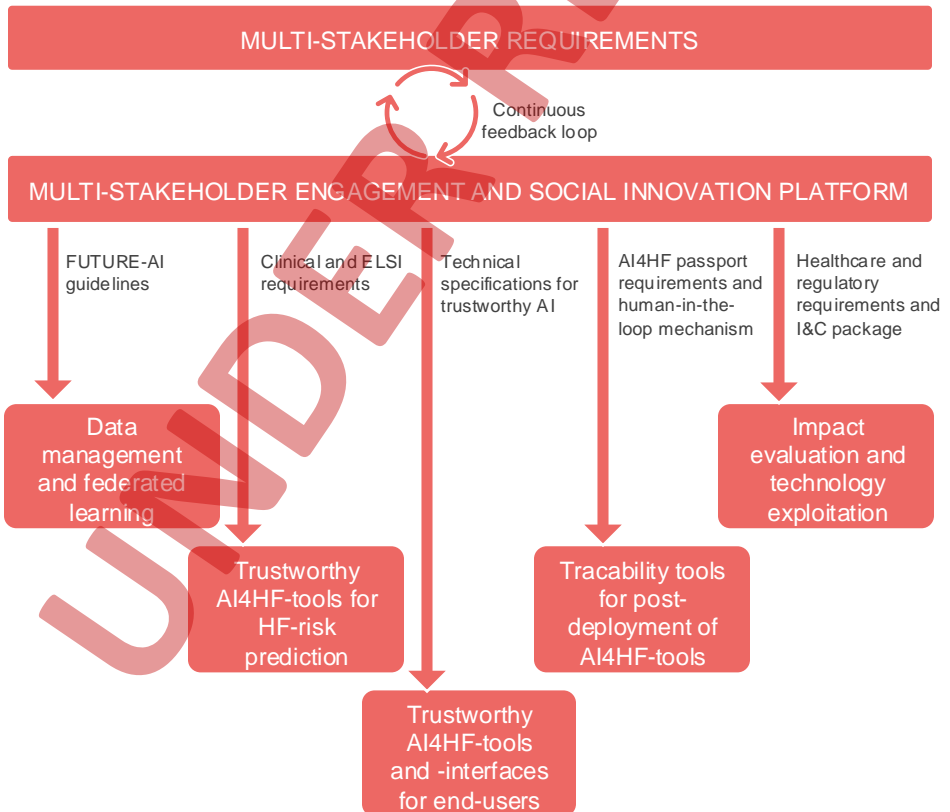 MULTI-STAKEHOLDER REQUIREMENTS
Continuous
feedback loop
MULTI-STAKEHOLDER ENGAGEMENT AND SOCIAL INNOVATION PLATFORM
FUTURE-AI
guidelines
Clinical and ELSI
requirements
Technical
specifications for
trustworthy AI
AI4HF passport
requirements and
human-in-the-
loop mechanism
Healthcare and
regulatory
requirements and
I&C package
Data
management
and federated
learning
Impact
evaluation and
technology
exploitation
Trustworthy
AI4HF-tools for
HF-risk
prediction
Tracability tools
for post-
deployment of
AI4HF-tools
Trustworthy
AI4HF-tools
and -interfaces
for end-users
UNDER